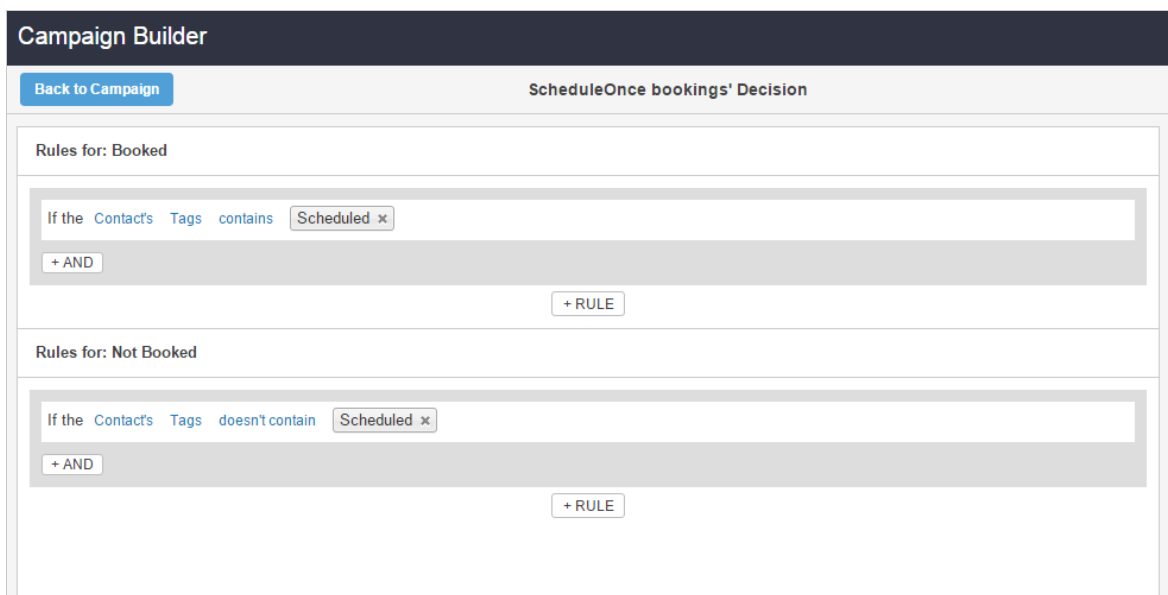 Campaign Builder
Back to Campaign ScheduleOnce bookings' Decision
Rules for: Booked
If the Contact's Tags contains Scheduled ×
+ AND
+ RULE
Rules for: Not Booked
If the Contact's Tags doesn't contain Scheduled ×
+ AND
+ RULE